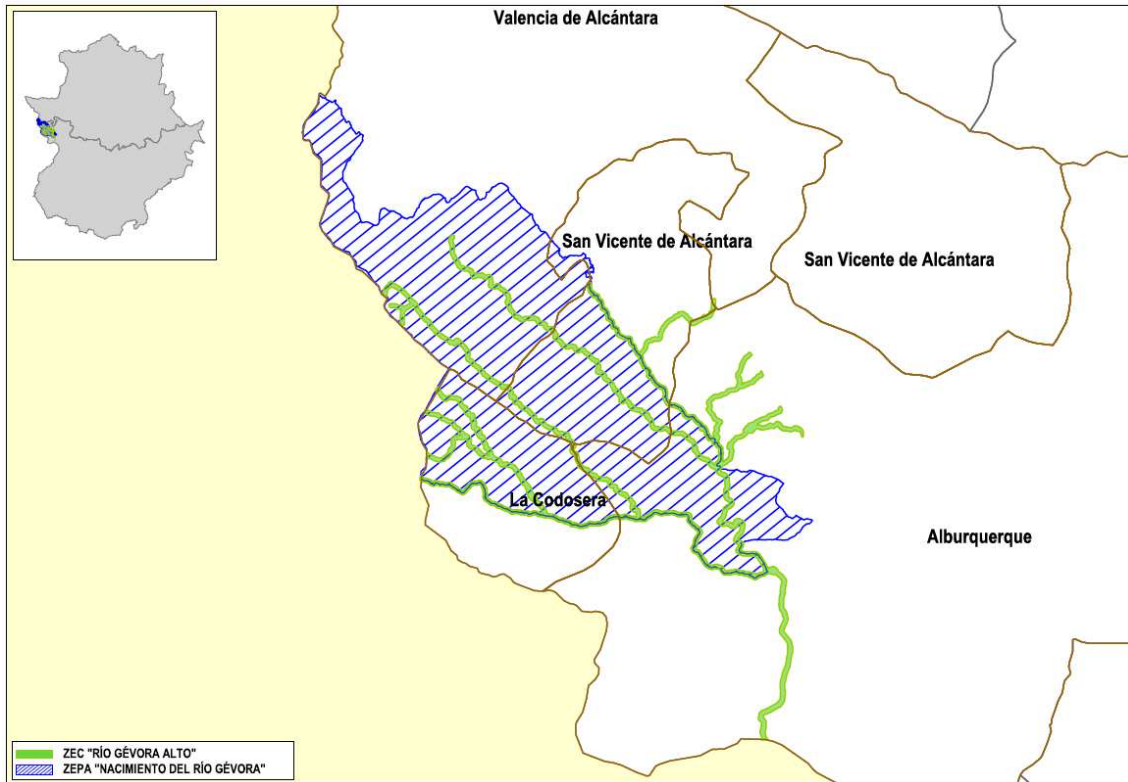 Valencia de Alcántara
San Vicente de Alcántara
San Vicente de Alcántara
La Codosera
Alburquerque
ZEC "RÍO GÉVORA ALTO"
ZEPA "NACIMIENTO DEL RÍO GÉVORA"